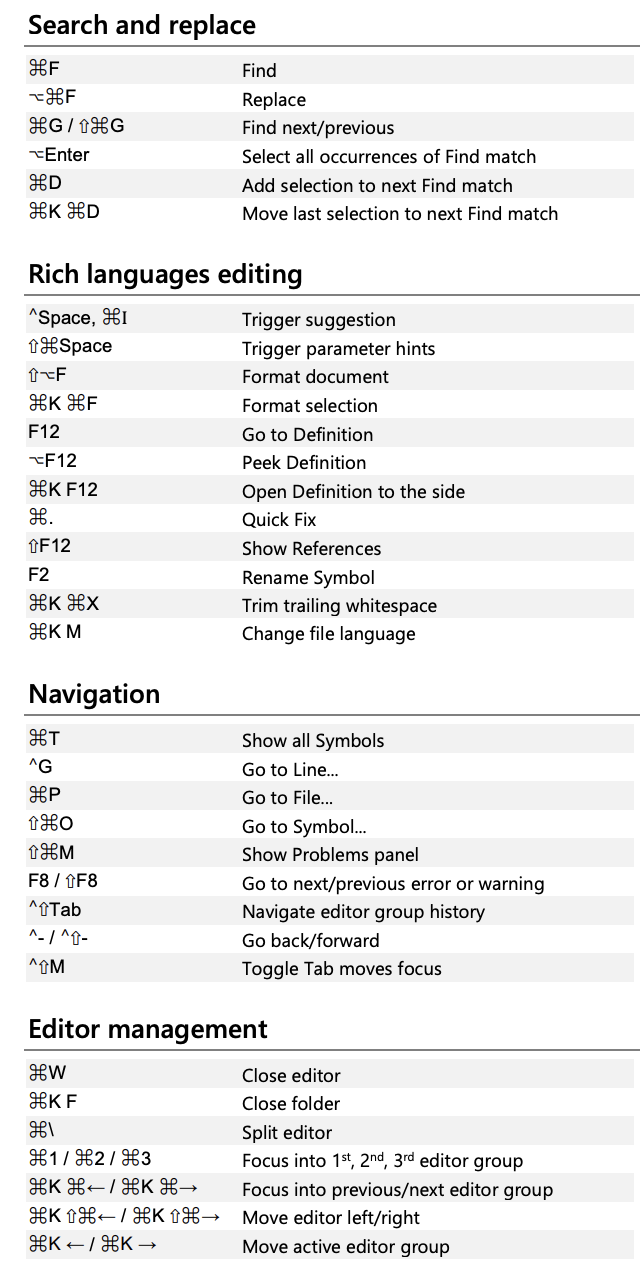 Search and replace
⌘F Find
⌥⌘F Replace
⌘G / ⇧⌘G Find next/previous
⌥Enter Select all occurrences of Find match
⌘D Add selection to next Find match
⌘K ⌘D Move last selection to next Find match
Rich languages editing
^Space, ⌘I Trigger suggestion
⇧⌘Space Trigger parameter hints
⇧⌥F Format document
⌘K ⌘F Format selection
F12 Go to Definition
⌥F12 Peek Definition
⌘K F12 Open Definition to the side
⌘. Quick Fix
⇧F12 Show References
F2 Rename Symbol
⌘K ⌘X Trim trailing whitespace
⌘K M Change file language
Navigation
⌘T Show all Symbols
^G Go to Line...
⌘P Go to File...
⇧⌘O Go to Symbol...
⇧⌘M Show Problems panel
F8 / ⇧F8 Go to next/previous error or warning
^⇧Tab Navigate editor group history
^- / ^⇧- Go back/forward
^⇧M Toggle Tab moves focus
Editor management
⌘W Close editor
⌘K F Close folder
⌘\ Split editor
⌘1 / ⌘2 / ⌘3 Focus into 1st, 2nd, 3rd editor group
⌘K ⌘← / ⌘K ⌘→ Focus into previous/next editor group
⌘K ⇧⌘← / ⌘K ⇧⌘→ Move editor left/right
⌘K ← / ⌘K → Move active editor group